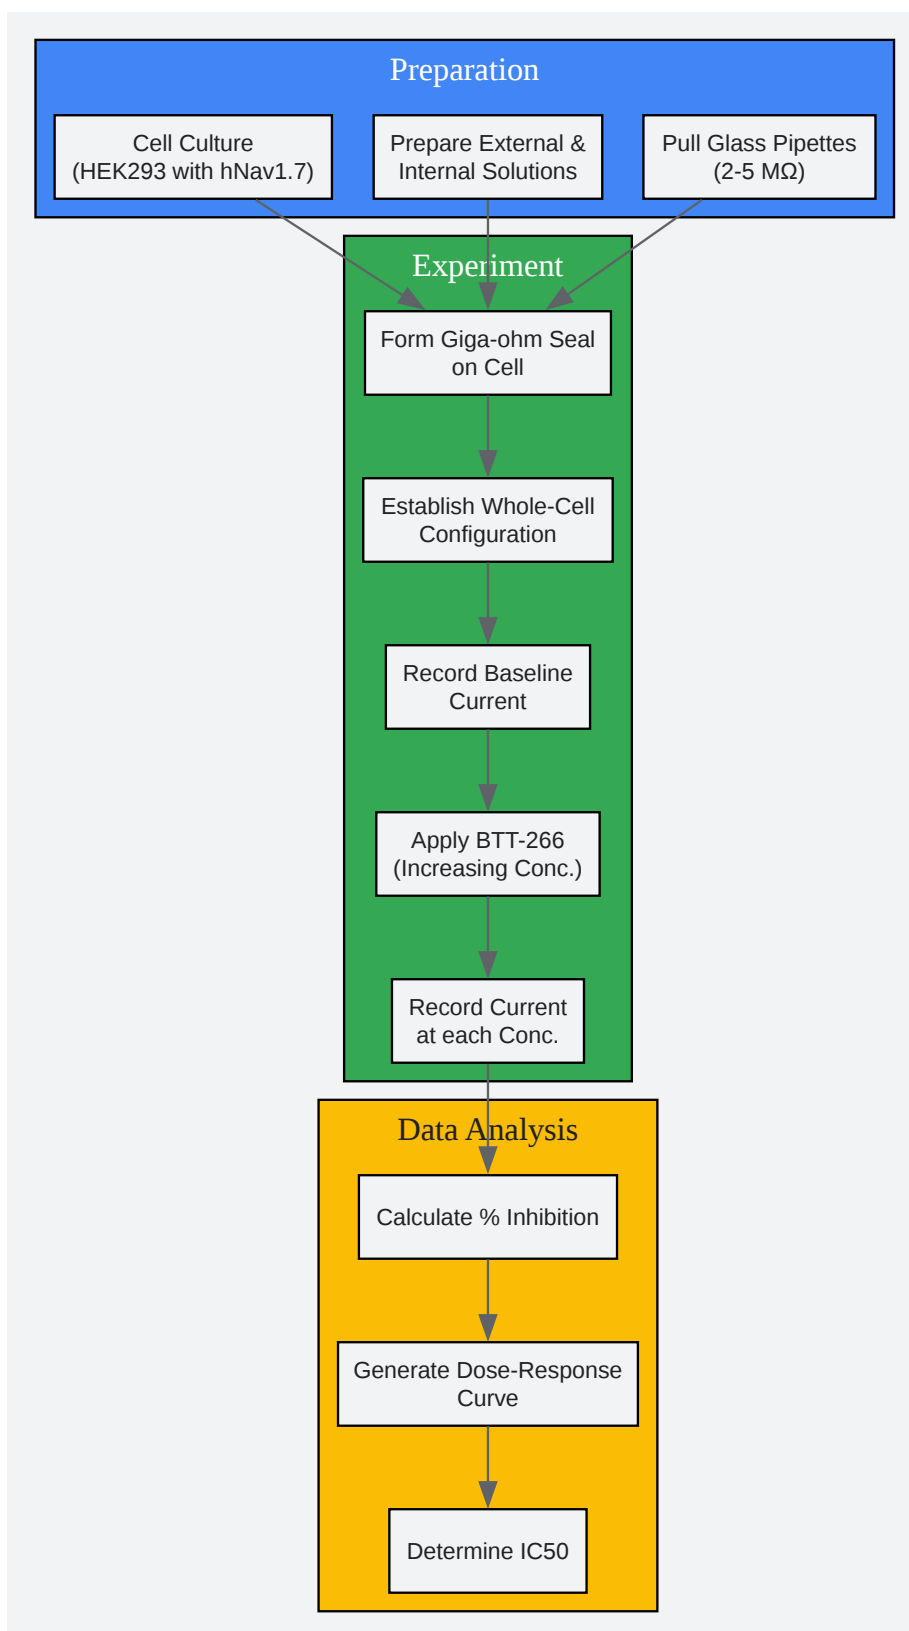 Preparation
Cell Culture
(HEK293 with hNav1.7)
Prepare External &
Internal Solutions
Pull Glass Pipettes
(2-5 MΩ)
Experiment
Form Giga-ohm Seal
on Cell
Establish Whole-Cell
Configuration
Record Baseline
Current
Apply BTT-266
(Increasing Conc.)
Record Current
at each Conc.
Data Analysis
Calculate % Inhibition
Generate Dose-Response
Curve
Determine IC50